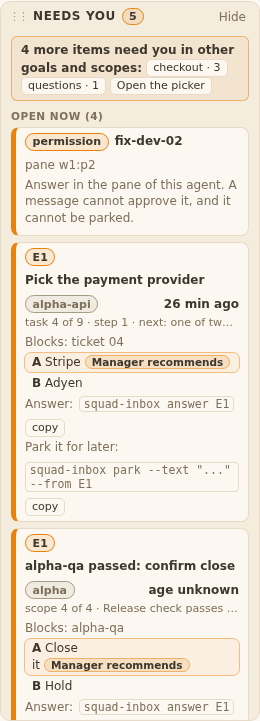 NEEDS YOU 5 Hide
4 more items need you in other
goals and scopes: checkout · 3
questions · 1 Open the picker
OPEN NOW (4)
permission fix-dev-02
pane w1:p2
Answer in the pane of this agent. A
message cannot approve it, and it
cannot be parked.
E1
Pick the payment provider
alpha-api 26 min ago
task 4 of 9 · step 1 · next: one of tw…
Blocks: ticket 04
A Stripe Manager recommends
B Adyen
Answer: squad-inbox answer E1
copy
Park it for later:
squad-inbox park --text "..."
--from E1
copy
E1
alpha-qa passed: confirm close
alpha age unknown
scope 4 of 4 · Release check passes …
Blocks: alpha-qa
A Close
it Manager recommends
B Hold
Answer: squad-inbox answer E1